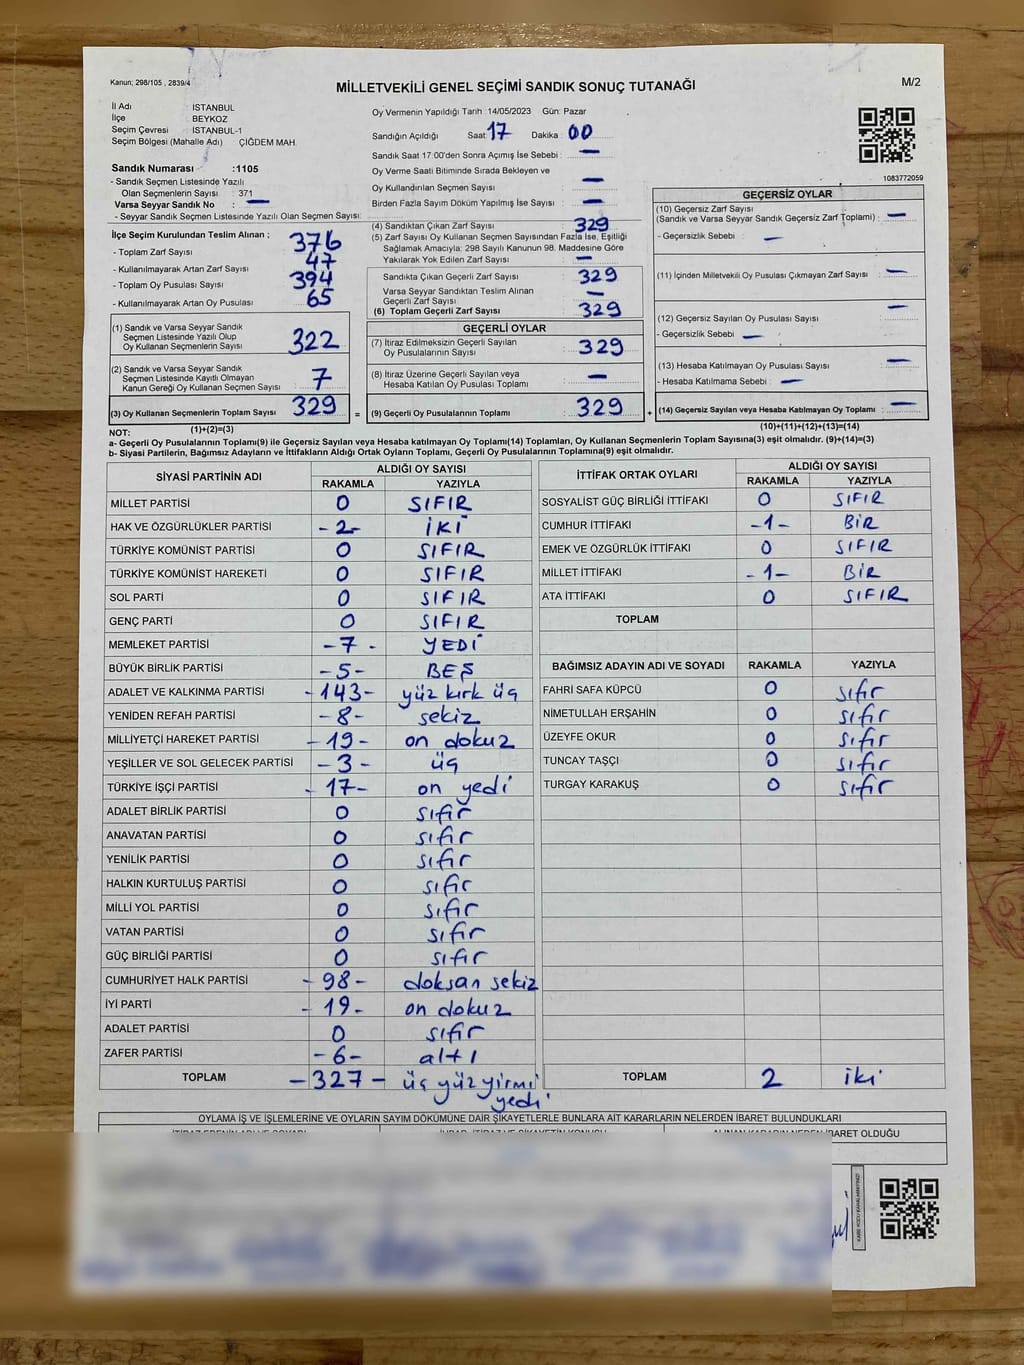 Kanun; 298/105 , 2839/4
MİLLETVEKİLİ GENEL SEÇİMİ SANDIK SONUÇ TUTANAĞI
M/2
İl Adı : İSTANBUL
İlçe : BEYKOZ
Seçim Çevresi : İSTANBUL-1
Seçim Bölgesi (Mahalle Adı) : ÇİĞDEM MAH.
Sandık Numarası :1105
- Sandık Seçmen Listesinde Yazılı
Olan Seçmenlerin Sayısı : 371
Varsa Seyyar Sandık No : —
- Seyyar Sandık Seçmen Listesinde Yazılı Olan Seçmen Sayısı:
Oy Vermenin Yapıldığı Tarih :14/05/2023 Gün: Pazar
Sandığın Açıldığı Saat: 17 Dakika : 00
Sandık Saat 17:00'den Sonra Açımış İse Sebebi : —
Oy Verme Saati Bitiminde Sırada Bekleyen ve
Oy Kullandırılan Seçmen Sayısı : —
Birden Fazla Sayım Döküm Yapılmış İse Sayısı : —
1083772059
İlçe Seçim Kurulundan Teslim Alınan ;
- Toplam Zarf Sayısı : 376
- Kullanılmayarak Artan Zarf Sayısı : 47
- Toplam Oy Pusulası Sayısı : 394
- Kullanılmayarak Artan Oy Pusulası : 65
(1) Sandık ve Varsa Seyyar Sandık
Seçmen Listesinde Yazılı Olup
Oy Kullanan Seçmenlerin Sayısı : 322
(2) Sandık ve Varsa Seyyar Sandık
Seçmen Listesinde Kayıtlı Olmayan
Kanun Gereği Oy Kullanan Seçmen Sayısı : 7
(3) Oy Kullanan Seçmenlerin Toplam Sayısı : 329
(1)+(2)=(3)
(4) Sandıktan Çıkan Zarf Sayısı : 329
(5) Zarf Sayısı Oy Kullanan Seçmen Sayısından Fazla İse, Eşitliği
Sağlamak Amacıyla: 298 Sayılı Kanunun 98. Maddesine Göre
Yakılarak Yok Edilen Zarf Sayısı : —
Sandıkta Çıkan Geçerli Zarf Sayısı : 329
Varsa Seyyar Sandıktan Teslim Alınan
Geçerli Zarf Sayısı : —
(6) Toplam Geçerli Zarf Sayısı : 329
GEÇERLİ OYLAR
(7) İtiraz Edilmeksizin Geçerli Sayılan
Oy Pusulalarının Sayısı : 329
(8) İtiraz Üzerine Geçerli Sayılan veya
Hesaba Katılan Oy Pusulası Toplamı : —
= (9) Geçerli Oy Pusulalarının Toplamı : 329 +
GEÇERSİZ OYLAR
(10) Geçersiz Zarf Sayısı
(Sandık ve Varsa Seyyar Sandık Geçersiz Zarf Toplamı) : —
- Geçersizlik Sebebi : —
(11) İçinden Milletvekili Oy Pusulası Çıkmayan Zarf Sayısı : —
(12) Geçersiz Sayılan Oy Pusulası Sayısı : —
- Geçersizlik Sebebi : —
(13) Hesaba Katılmayan Oy Pusulası Sayısı : —
- Hesaba Katılmama Sebebi : —
(14) Geçersiz Sayılan veya Hesaba Katılmayan Oy Toplamı : —
(10)+(11)+(12)+(13)=(14)
NOT:
a- Geçerli Oy Pusulalarının Toplamı(9) ile Geçersiz Sayılan veya Hesaba katılmayan Oy Toplamı(14) Toplamları, Oy Kullanan Seçmenlerin Toplam Sayısına(3) eşit olmalıdır. (9)+(14)=(3)
b- Siyasi Partilerin, Bağımsız Adayların ve İttifakların Aldığı Ortak Oyların Toplamı, Geçerli Oy Pusulalarının Toplamına(9) eşit olmalıdır.
SİYASİ PARTİNİN ADI ALDIĞI OY SAYISI
RAKAMLA YAZIYLA
MİLLET PARTİSİ 0 SIFIR
HAK VE ÖZGÜRLÜKLER PARTİSİ -2- İKİ
TÜRKİYE KOMÜNİST PARTİSİ 0 SIFIR
TÜRKİYE KOMÜNİST HAREKETİ 0 SIFIR
SOL PARTİ 0 SIFIR
GENÇ PARTİ 0 SIFIR
MEMLEKET PARTİSİ -7- YEDİ
BÜYÜK BİRLİK PARTİSİ -5- BEŞ
ADALET VE KALKINMA PARTİSİ -143- yüz kırk üç
YENİDEN REFAH PARTİSİ -8- sekiz
MİLLİYETÇİ HAREKET PARTİSİ -19- on dokuz
YEŞİLLER VE SOL GELECEK PARTİSİ -3- üç
TÜRKİYE İŞÇİ PARTİSİ -17- on yedi
ADALET BİRLİK PARTİSİ 0 sıfır
ANAVATAN PARTİSİ 0 sıfır
YENİLİK PARTİSİ 0 sıfır
HALKIN KURTULUŞ PARTİSİ 0 sıfır
MİLLİ YOL PARTİSİ 0 sıfır
VATAN PARTİSİ 0 sıfır
GÜÇ BİRLİĞİ PARTİSİ 0 sıfır
CUMHURİYET HALK PARTİSİ -98- doksan sekiz
İYİ PARTİ -19- on dokuz
ADALET PARTİSİ 0 sıfır
ZAFER PARTİSİ -6- altı
TOPLAM -327- üç yüz yirmi
yedi
İTTİFAK ORTAK OYLARI ALDIĞI OY SAYISI
RAKAMLA YAZIYLA
SOSYALİST GÜÇ BİRLİĞİ İTTİFAKI 0 SIFIR
CUMHUR İTTİFAKI -1- BİR
EMEK VE ÖZGÜRLÜK İTTİFAKI 0 SIFIR
MİLLET İTTİFAKI -1- BİR
ATA İTTİFAKI 0 SIFIR
TOPLAM
BAĞIMSIZ ADAYIN ADI VE SOYADI RAKAMLA YAZIYLA
FAHRİ SAFA KÜPCÜ 0 sıfır
NİMETULLAH ERŞAHİN 0 sıfır
ÜZEYFE OKUR 0 sıfır
TUNCAY TAŞÇI 0 sıfır
TURGAY KARAKUŞ 0 sıfır
TOPLAM 2 iki
OYLAMA İŞ VE İŞLEMLERİNE VE OYLARIN SAYIM DÖKÜMÜNE DAİR ŞİKAYETLERLE BUNLARA AİT KARARLARIN NELERDEN İBARET BULUNDUKLARI
İBARET OLDUĞU